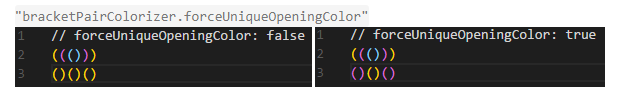 "bracketPairColorizer.forceUniqueOpeningColor"
1 // forceUniqueOpeningColor: false
2 ((()))
3 ()()()
1 // forceUniqueOpeningColor: true
2 ((()))
3 ()()()